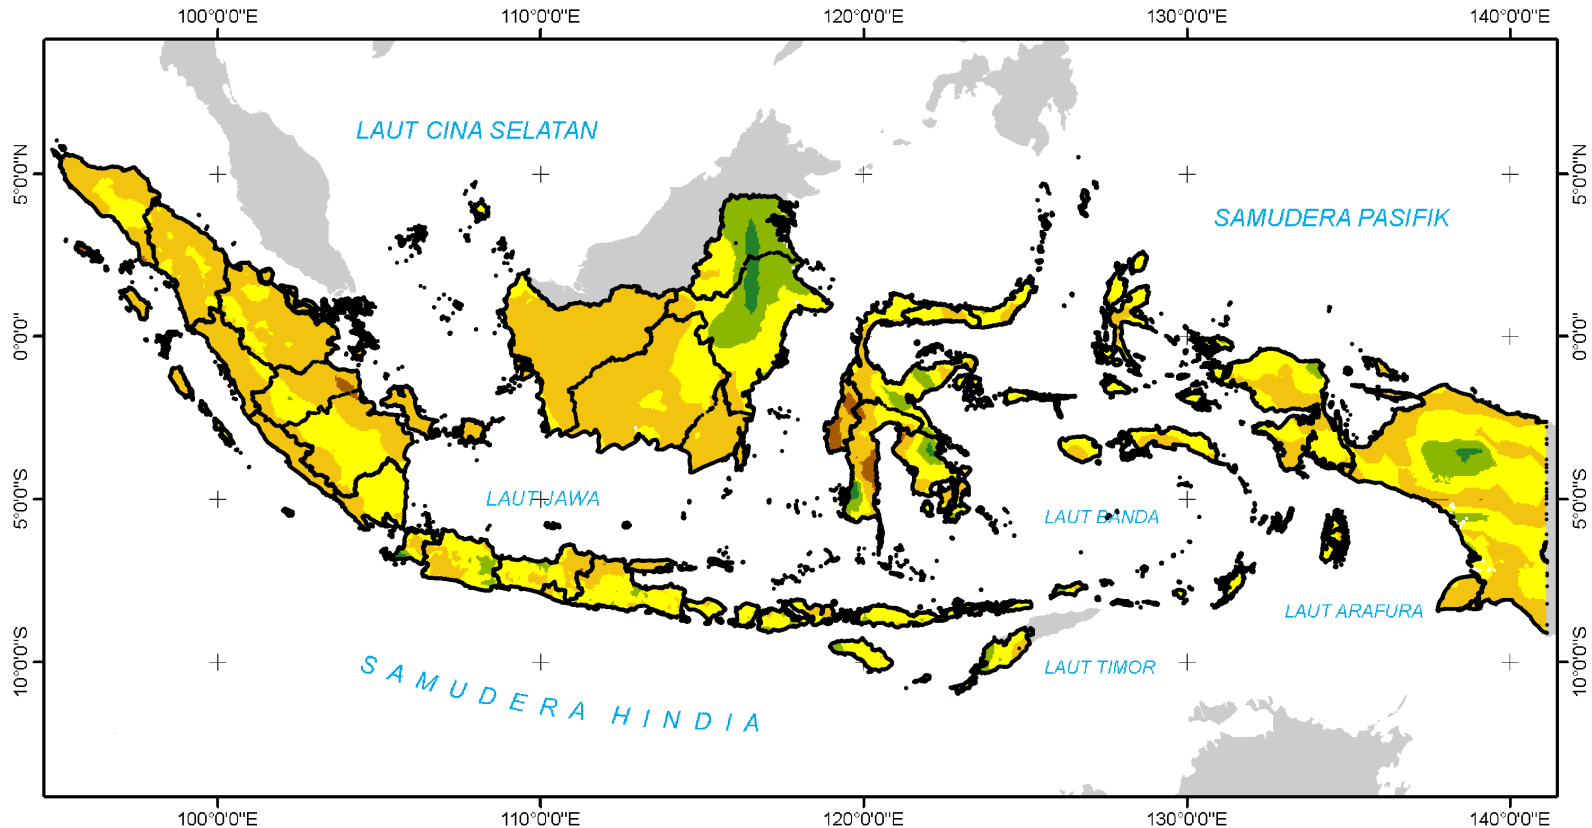 100°0'0"E 110°0'0"E 120°0'0"E 130°0'0"E 140°0'0"E
LAUT CINA SELATAN
5°0'0"N 5°0'0"N
SAMUDERA PASIFIK
0°0'0" 0°0'0"
LAUT JAWA
5°0'0"S 5°0'0"S
LAUT BANDA
LAUT ARAFURA
10°0'0"S 10°0'0"S
LAUT TIMOR
SAMUDERA HINDIA
100°0'0"E 110°0'0"E 120°0'0"E 130°0'0"E 140°0'0"E